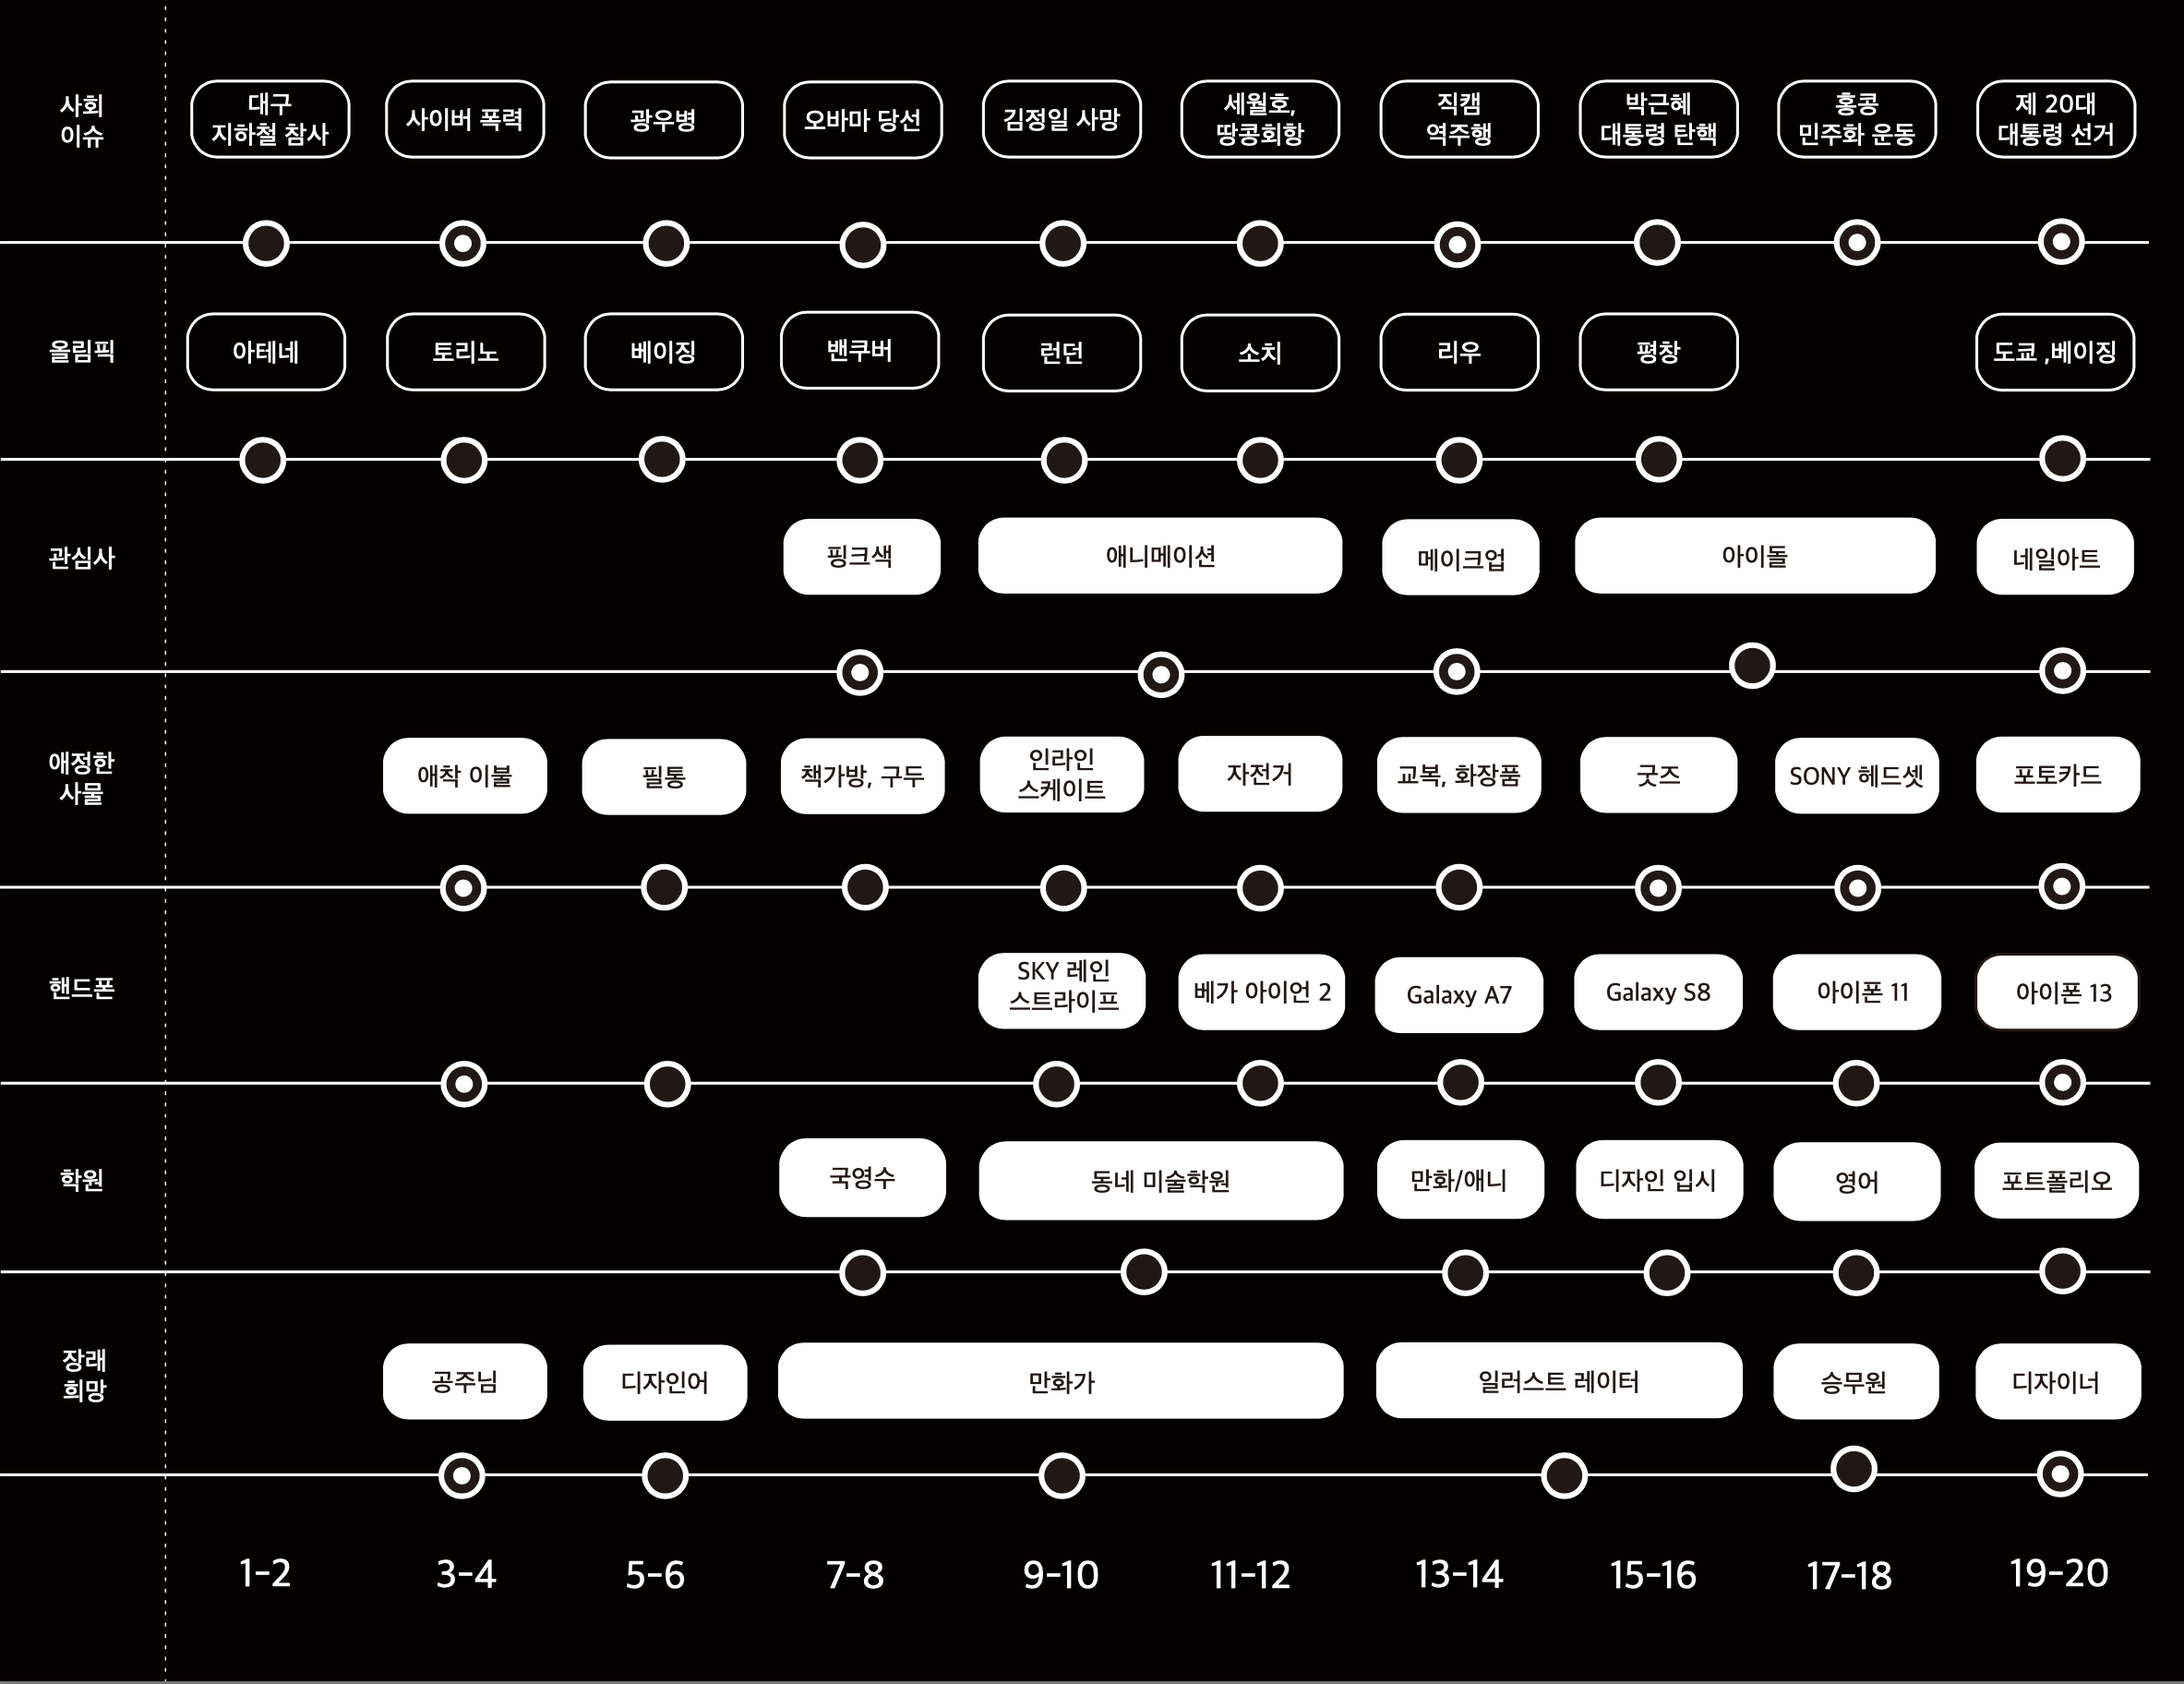 사회
이슈
대구
지하철 참사
사이버 폭력
광우병
오바마 당선
김정일 사망
세월호,
땅콩회항
직캠
역주행
박근혜
대통령 탄핵
홍콩
민주화 운동
제 20대
대통령 선거
올림픽
아테네
토리노
베이징
밴쿠버
런던
소치
리우
평창
도쿄 ,베이징
관심사
핑크색
애니메이션
메이크업
아이돌
네일아트
애정한
사물
애착 이불
필통
책가방, 구두
인라인
스케이트
자전거
교복, 화장품
굿즈
SONY 헤드셋
포토카드
핸드폰
SKY 레인
스트라이프
베가 아이언 2
Galaxy A7
Galaxy S8
아이폰 11
아이폰 13
학원
국영수
동네 미술학원
만화/애니
디자인 입시
영어
포트폴리오
장래
희망
공주님
디자인어
만화가
일러스트 레이터
승무원
디자이너
1-2
3-4
5-6
7-8
9-10
11-12
13-14
15-16
17-18
19-20